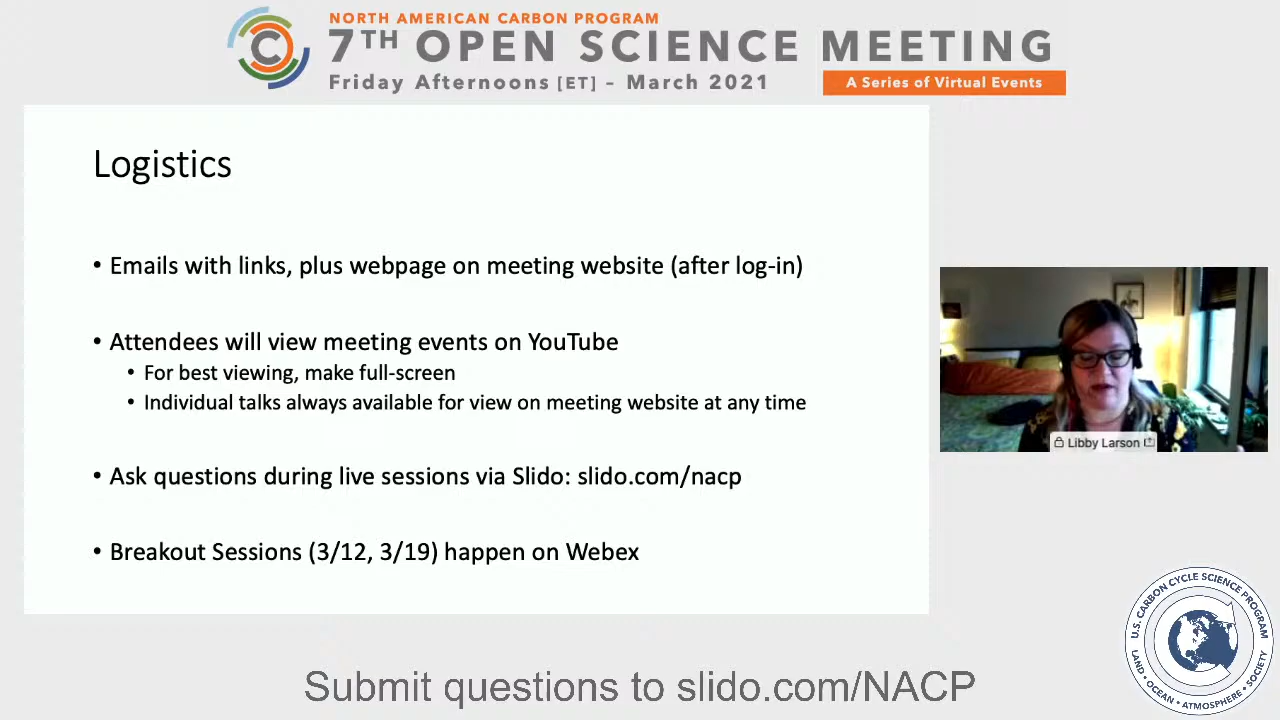 NORTH AMERICAN CARBON PROGRAM
7TH OPEN SCIENCE MEETING
Friday Afternoons [ET] – March 2021
A Series of Virtual Events
Logistics
• Emails with links, plus webpage on meeting website (after log-in)
• Attendees will view meeting events on YouTube
• For best viewing, make full-screen
• Individual talks always available for view on meeting website at any time
• Ask questions during live sessions via Slido: slido.com/nacp
• Breakout Sessions (3/12, 3/19) happen on Webex
Libby Larson
U.S. CARBON CYCLE SCIENCE PROGRAM
LAND • OCEAN • ATMOSPHERE • SOCIETY
Submit questions to slido.com/NACP